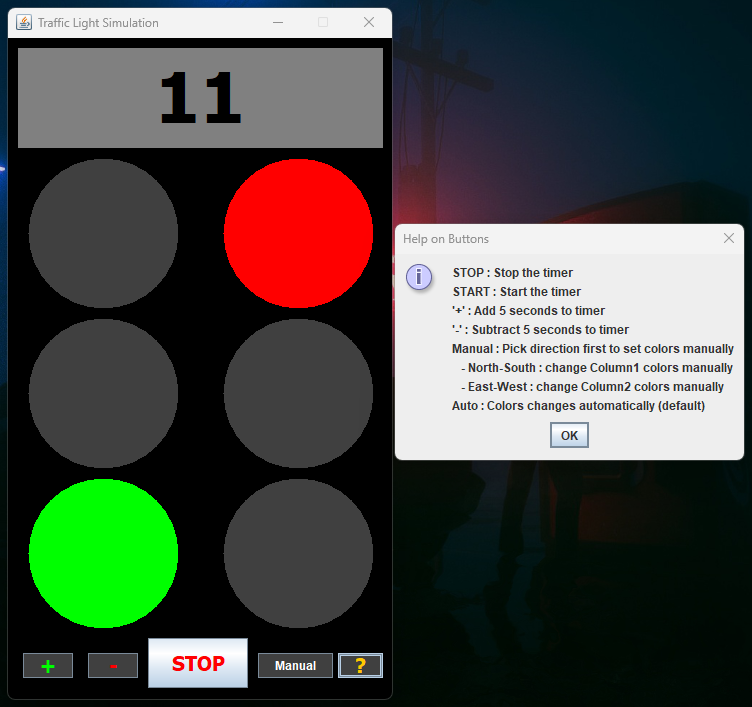 Traffic Light Simulation
11
+
-
STOP
Manual
?
Help on Buttons
STOP : Stop the timer
START : Start the timer
'+' : Add 5 seconds to timer
'-' : Subtract 5 seconds to timer
Manual : Pick direction first to set colors manually
- North-South : change Column1 colors manually
- East-West : change Column2 colors manually
Auto : Colors changes automatically (default)
OK